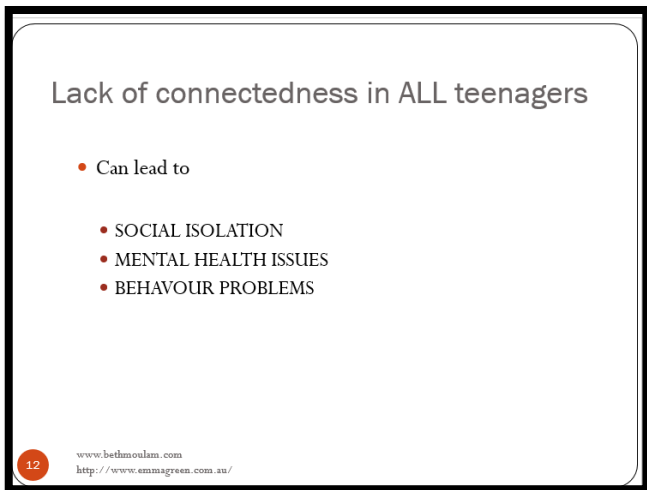 Lack of connectedness in ALL teenagers
• Can lead to
• SOCIAL ISOLATION
• MENTAL HEALTH ISSUES
• BEHAVOUR PROBLEMS
12
www.bethmoulam.com
http://www.emmagreen.com.au/